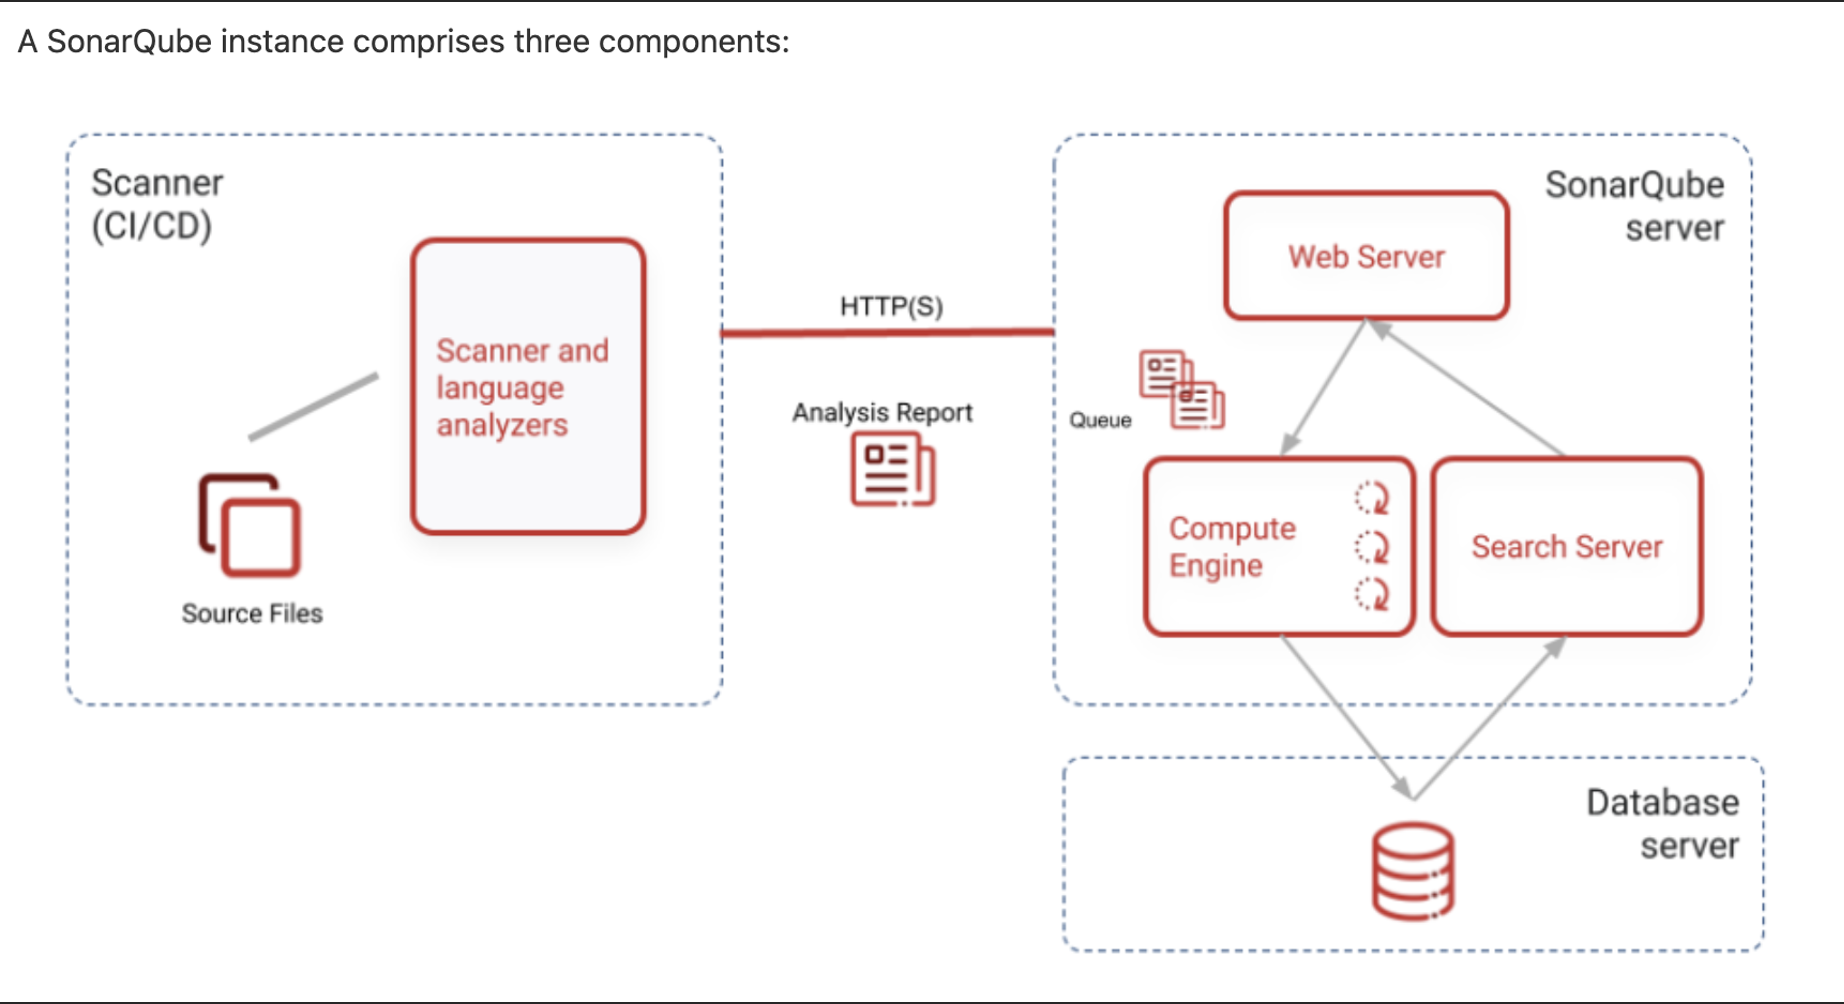 A SonarQube instance comprises three components:
Scanner
(CI/CD)
Scanner and
language
analyzers
Source Files
HTTP(S)
Analysis Report
SonarQube
server
Web Server
Queue
Compute
Engine
Search Server
Database
server